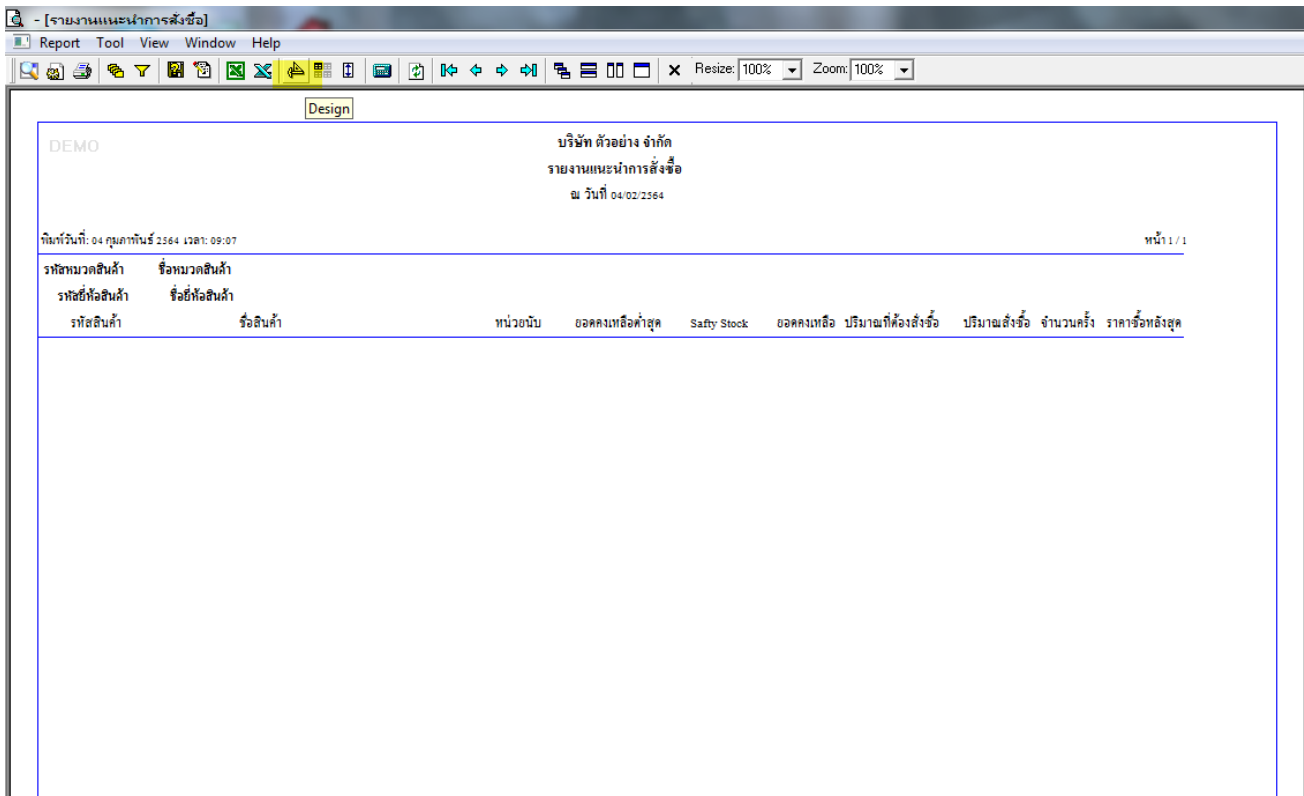 - [รายงานแนะนำการสั่งซื้อ]
Report Tool View Window Help
Resize: 100% Zoom: 100%
Design
DEMO
บริษัท ตัวอย่าง จำกัด
รายงานแนะนำการสั่งซื้อ
ณ วันที่ 04/02/2564
พิมพ์วันที่: 04 กุมภาพันธ์ 2564 เวลา: 09:07 หน้า 1 / 1
รหัสหมวดสินค้า ชื่อหมวดสินค้า
รหัสยี่ห้อสินค้า ชื่อยี่ห้อสินค้า
รหัสสินค้า ชื่อสินค้า หน่วยนับ ยอดคงเหลือต่ำสุด Safty Stock ยอดคงเหลือ ปริมาณที่ต้องสั่งซื้อ ปริมาณสั่งซื้อ จำนวนครั้ง ราคาซื้อหลังสุด